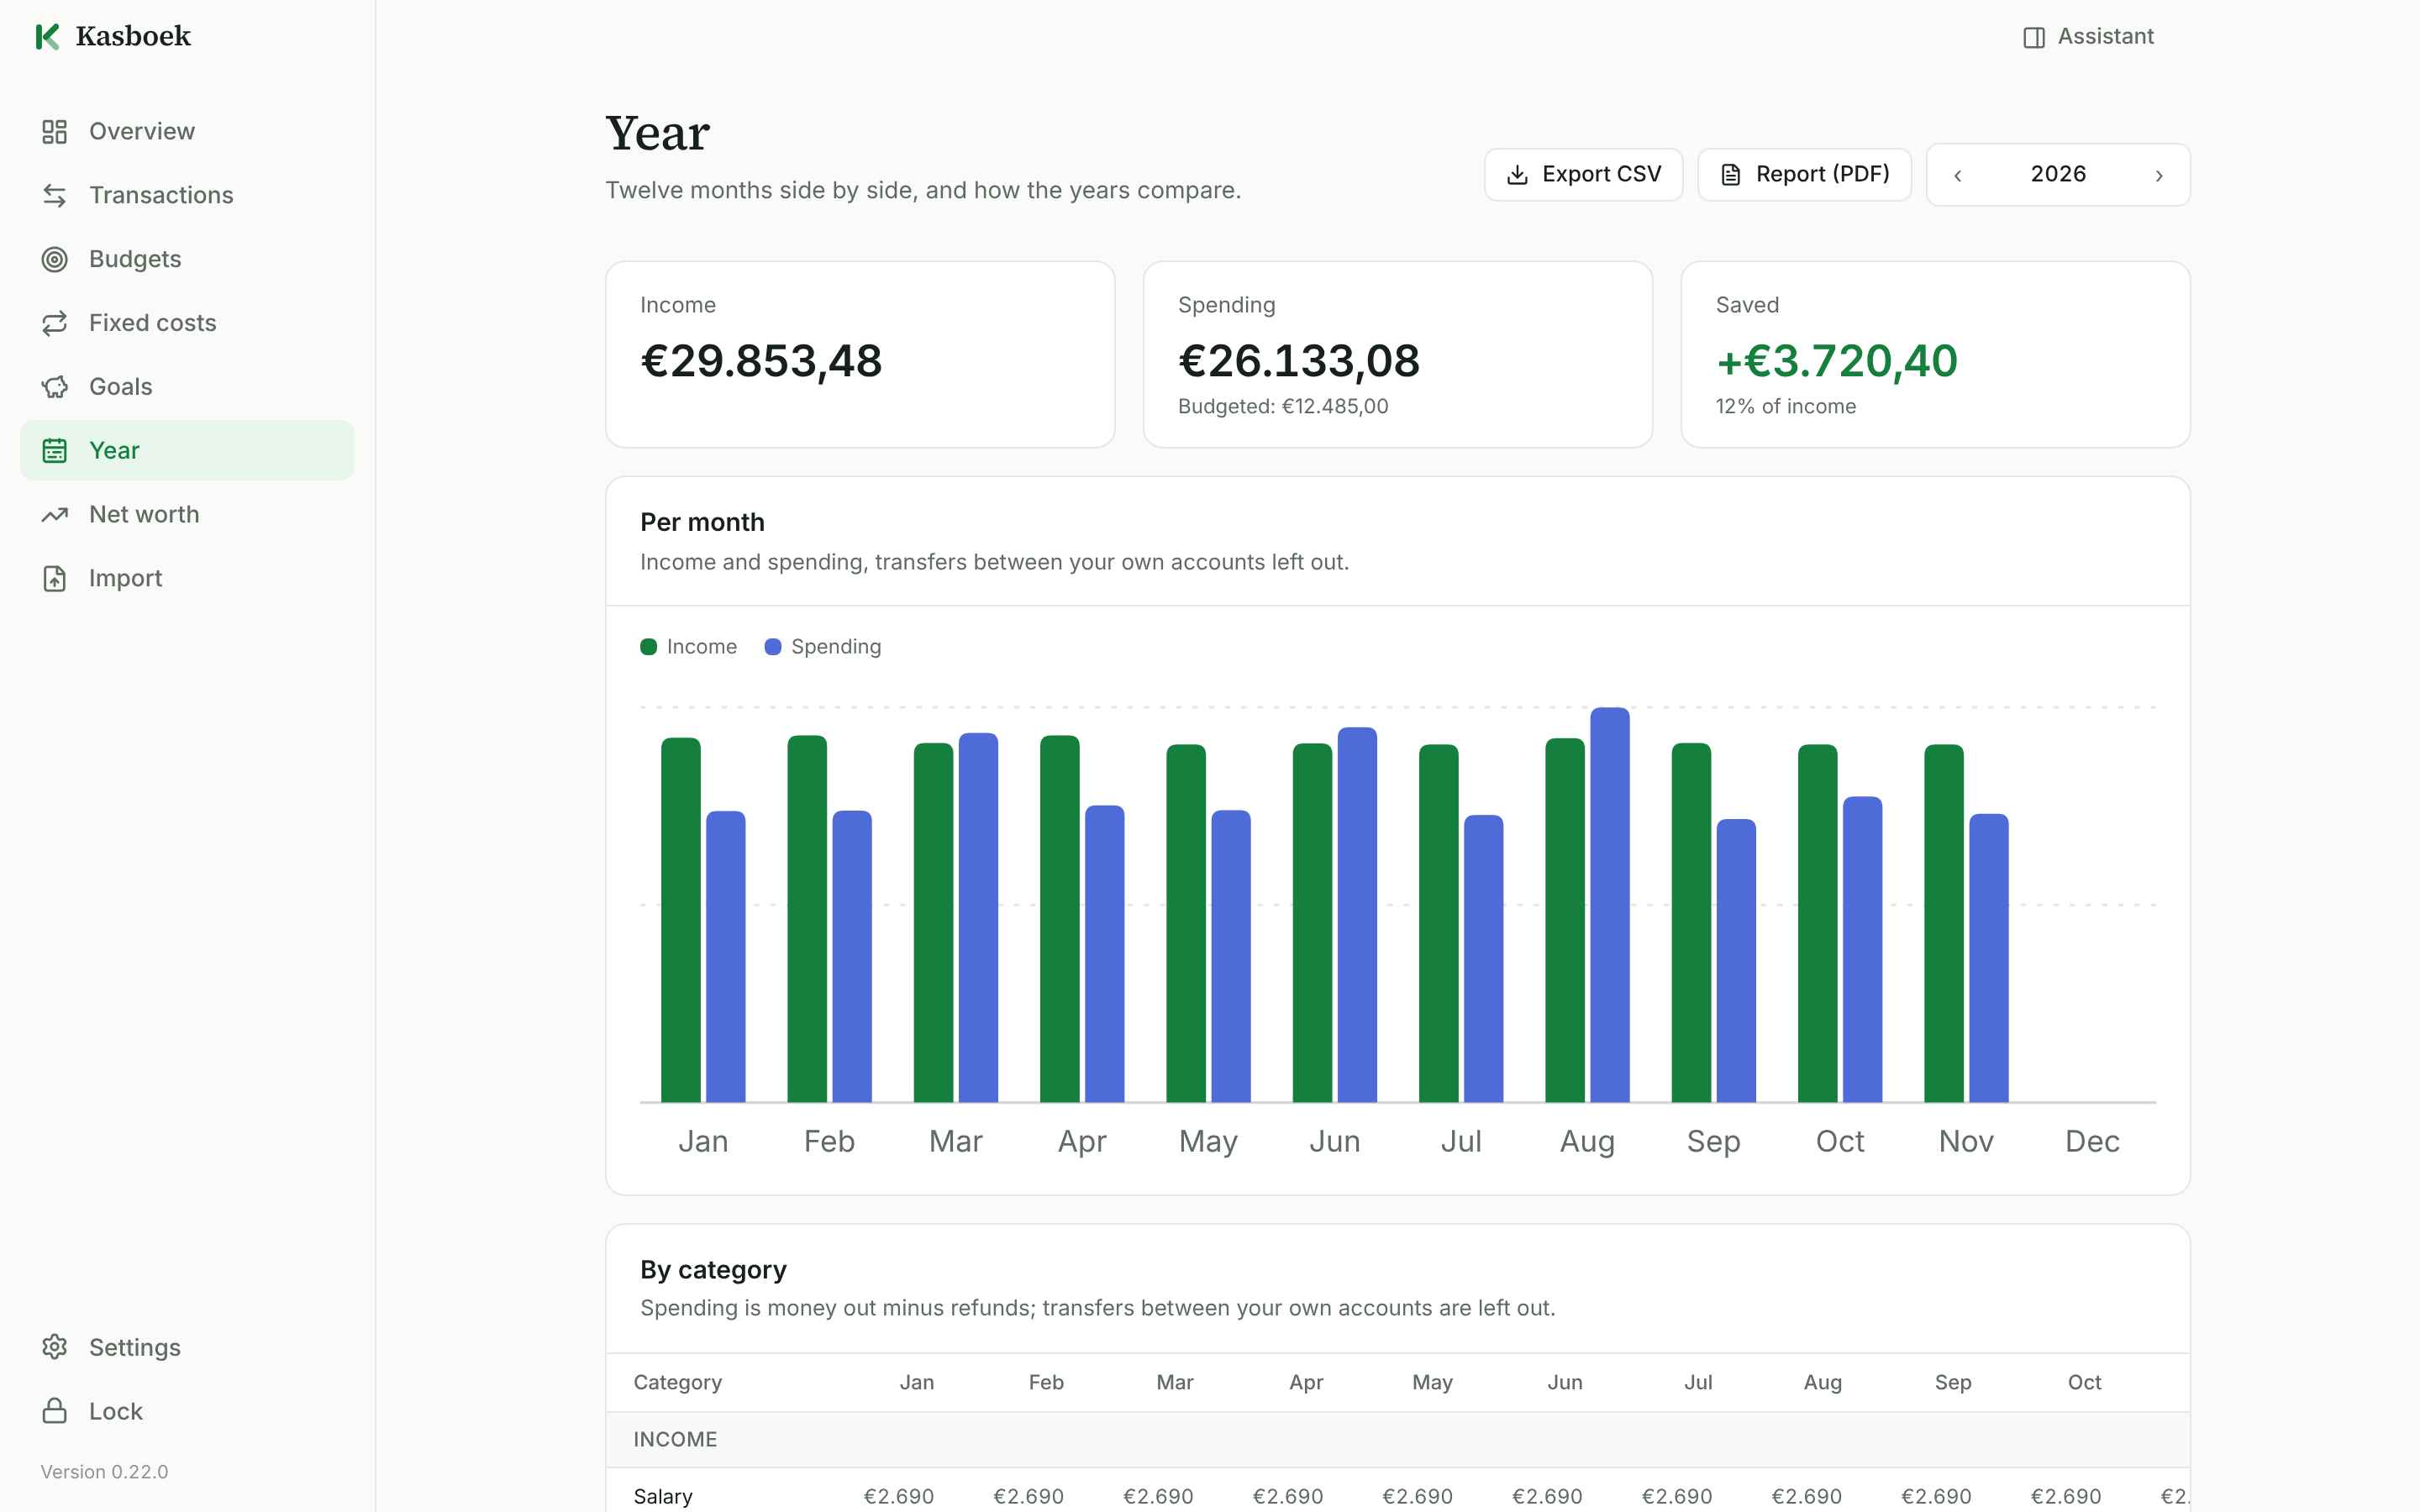 Kasboek
Assistant
Overview
Transactions
Budgets
Fixed costs
Goals
Year
Net worth
Import
Settings
Lock
Version 0.22.0
Year
Twelve months side by side, and how the years compare.
Export CSV
Report (PDF)
‹ 2026 ›
Income
€29.853,48
Spending
€26.133,08
Budgeted: €12.485,00
Saved
+€3.720,40
12% of income
Per month
Income and spending, transfers between your own accounts left out.
Income Spending
Jan Feb Mar Apr May Jun Jul Aug Sep Oct Nov Dec
By category
Spending is money out minus refunds; transfers between your own accounts are left out.
Category Jan Feb Mar Apr May Jun Jul Aug Sep Oct
INCOME
Salary €2.690 €2.690 €2.690 €2.690 €2.690 €2.690 €2.690 €2.690 €2.690 €2.690 €2.